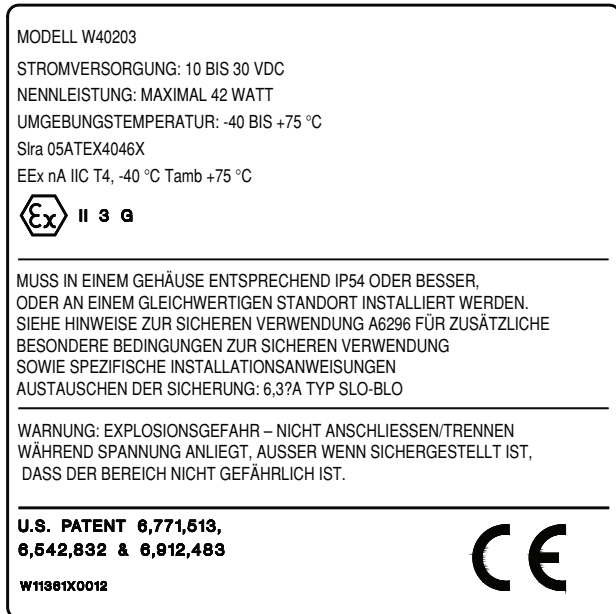 MODELL W40203
STROMVERSORGUNG: 10 BIS 30 VDC
NENNLEISTUNG: MAXIMAL 42 WATT
UMGEBUNGSTEMPERATUR: -40 BIS +75 °C
SIra 05ATEX4046X
EEx nA IIC T4, -40 °C Tamb +75 °C
Ex II 3 G
MUSS IN EINEM GEHÄUSE ENTSPRECHEND IP54 ODER BESSER,
ODER AN EINEM GLEICHWERTIGEN STANDORT INSTALLIERT WERDEN.
SIEHE HINWEISE ZUR SICHEREN VERWENDUNG A6296 FÜR ZUSÄTZLICHE
BESONDERE BEDINGUNGEN ZUR SICHEREN VERWENDUNG
SOWIE SPEZIFISCHE INSTALLATIONSANWEISUNGEN
AUSTAUSCHEN DER SICHERUNG: 6,3?A TYP SLO-BLO
WARNUNG: EXPLOSIONSGEFAHR – NICHT ANSCHLIESSEN/TRENNEN
WÄHREND SPANNUNG ANLIEGT, AUSSER WENN SICHERGESTELLT IST,
DASS DER BEREICH NICHT GEFÄHRLICH IST.
U.S. PATENT 6,771,513,
6,542,832 & 6,912,483
W11361X0012
CE